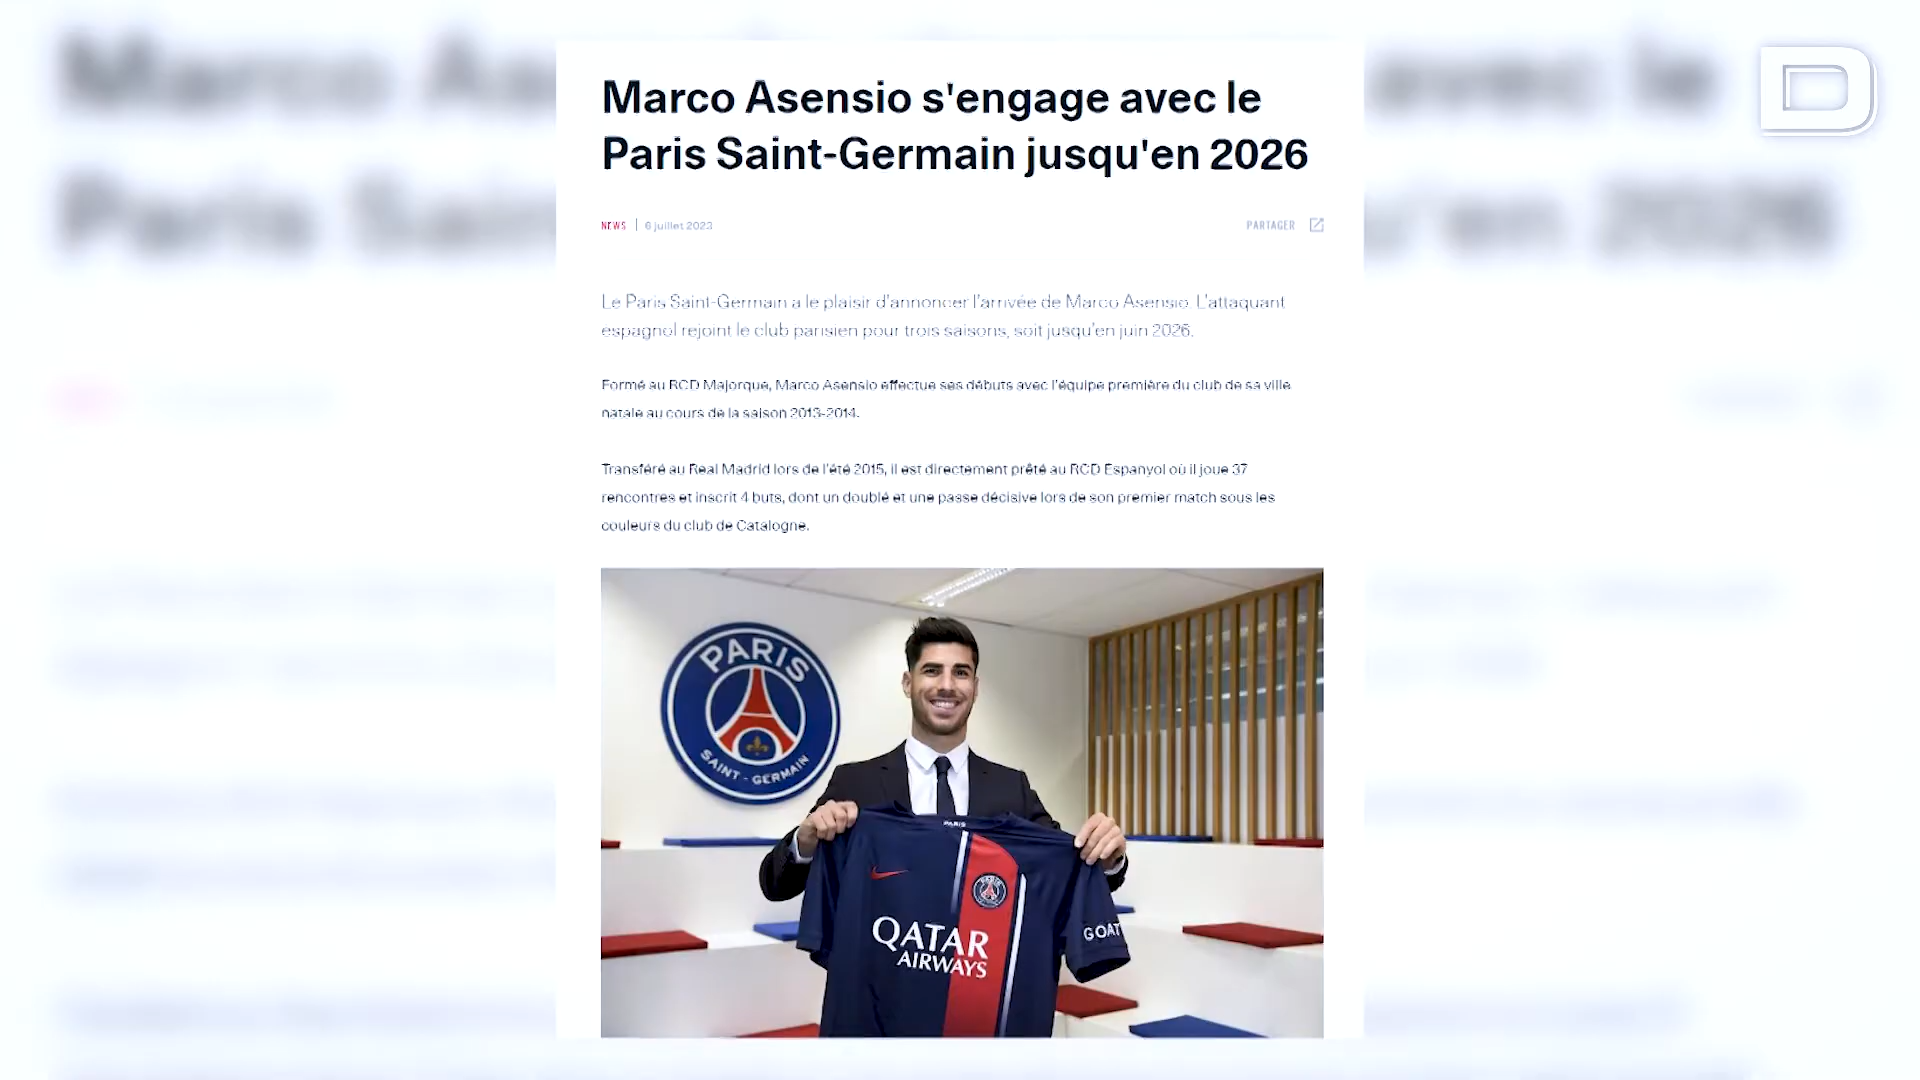 Marco Asensio s'engage avec le
Paris Saint-Germain jusqu'en 2026
NEWS | 6 juillet 2023
PARTAGER
Le Paris Saint-Germain a le plaisir d'annoncer l'arrivée de Marco Asensio. L'attaquant
espagnol rejoint le club parisien pour trois saisons, soit jusqu'en juin 2026.
Formé au RCD Majorque, Marco Asensio effectue ses débuts avec l'équipe première du club de sa ville
natale au cours de la saison 2013-2014.
Transféré au Real Madrid lors de l'été 2015, il est directement prêté au RCD Espanyol où il joue 37
rencontres et inscrit 4 buts, dont un doublé et une passe décisive lors de son premier match sous les
couleurs du club de Catalogne.
PARIS
SAINT-GERMAIN
PARIS
PARIS
QATAR
AIRWAYS
GOAT
D